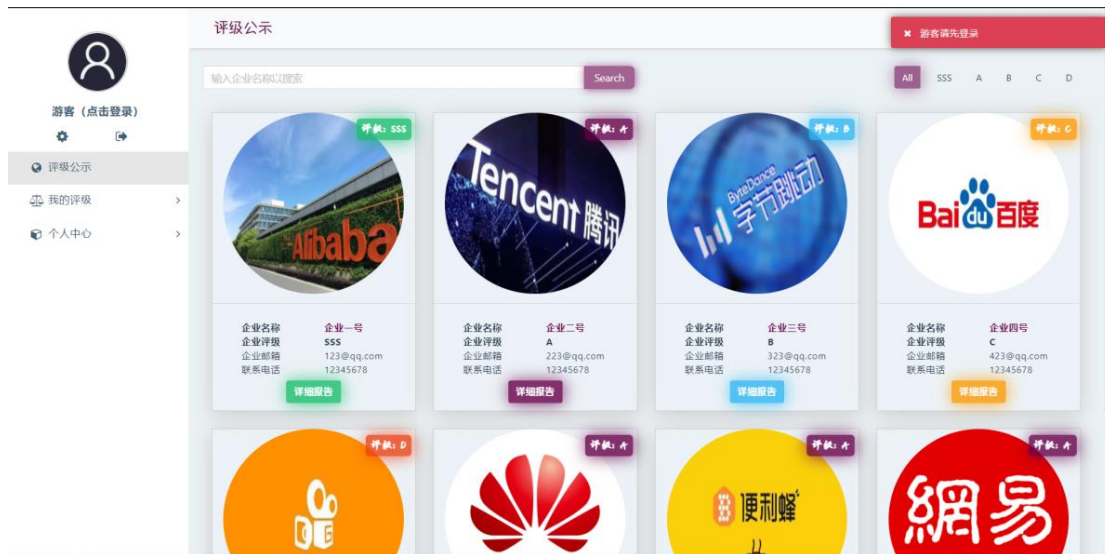 评级公示
✖ 游客请先登录
输入企业名称以搜索
Search
All SSS A B C D
游客（点击登录）
评级公示
我的评级
个人中心
评级: SSS
Alibaba
企业名称 企业一号
企业评级 SSS
企业邮箱 123@qq.com
联系电话 12345678
详细报告
评级: A
Tencent 腾讯
企业名称 企业二号
企业评级 A
企业邮箱 223@qq.com
联系电话 12345678
详细报告
评级: B
ByteDance
字节跳动
企业名称 企业三号
企业评级 B
企业邮箱 323@qq.com
联系电话 12345678
详细报告
评级: C
Bai du 百度
企业名称 企业四号
企业评级 C
企业邮箱 423@qq.com
联系电话 12345678
详细报告
评级: D
评级: A
评级: A
便利蜂
评级: A
網易